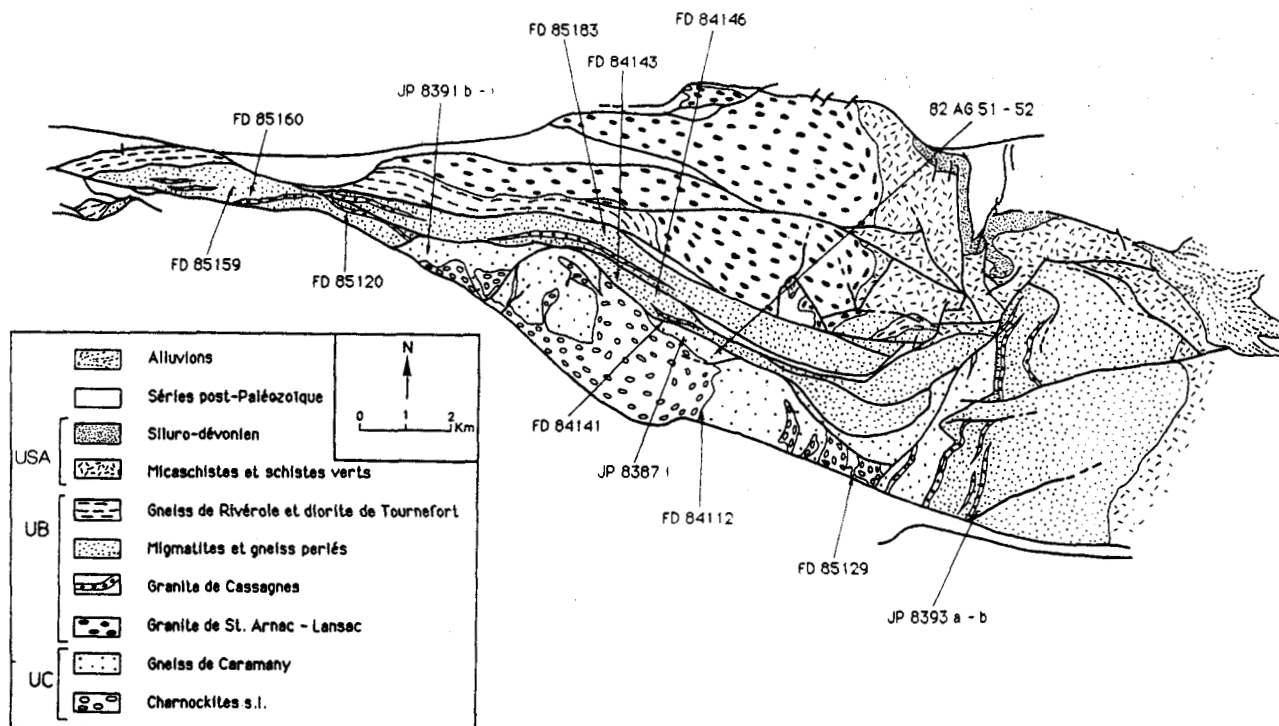 FD 84146
FD 85183
FD 84143
JP 8391 b -
82 AG 51 - 52
FD 85160
FD 85159
FD 85120
FD 84141
JP 8387
FD 84112
FD 85129
JP 8393 a - b
N
0 1 2
Km
Alluvions
Séries post-Paléozoïque
USA
Siluro-dévonien
Micaschistes et schistes verts
UB
Gneiss de Rivérole et diorite de Tournefort
Migmatites et gneiss perlés
Granite de Cassagnes
Granite de St. Arnac - Lansac
UC
Gneiss de Caramany
Charnockites s.l.